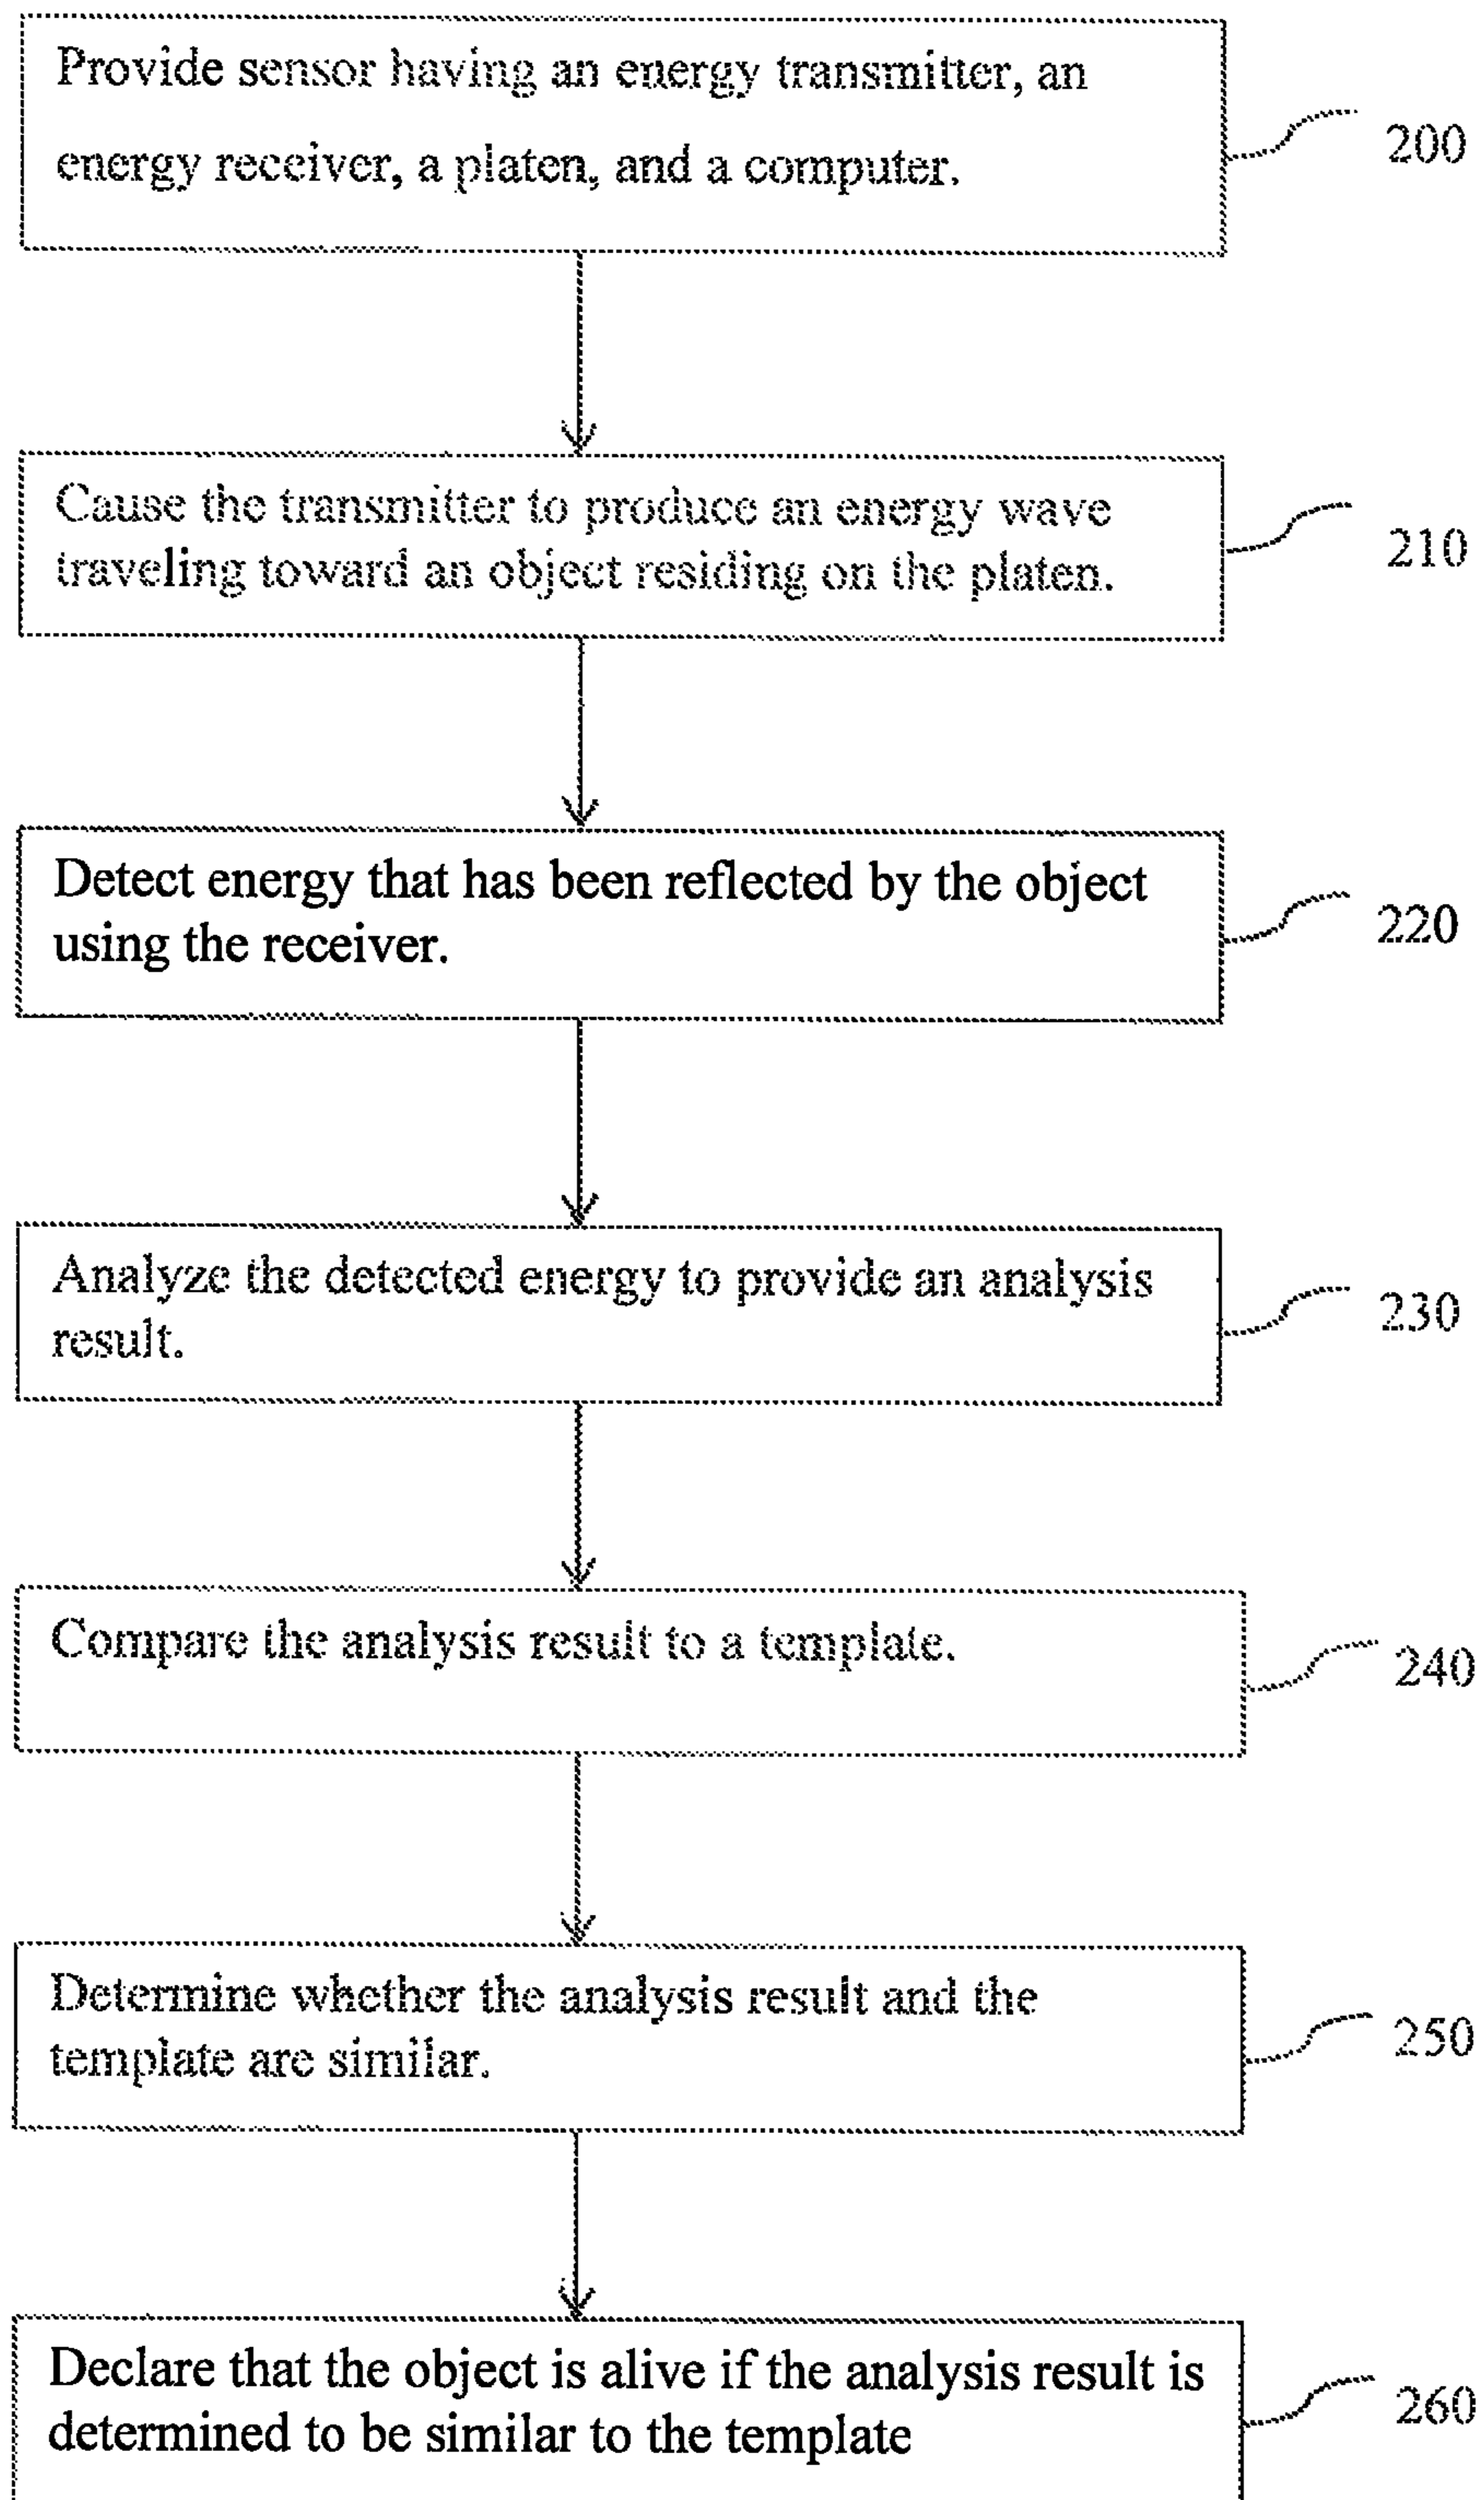 Provide sensor having an energy transmitter, an
energy receiver, a platen, and a computer.
200
Cause the transmitter to produce an energy wave
traveling toward an object residing on the platen.
210
Detect energy that has been reflected by the object
using the receiver.
220
Analyze the detected energy to provide an analysis
result.
230
Compare the analysis result to a template.
240
Determine whether the analysis result and the
template are similar.
250
Declare that the object is alive if the analysis result is
determined to be similar to the template
260